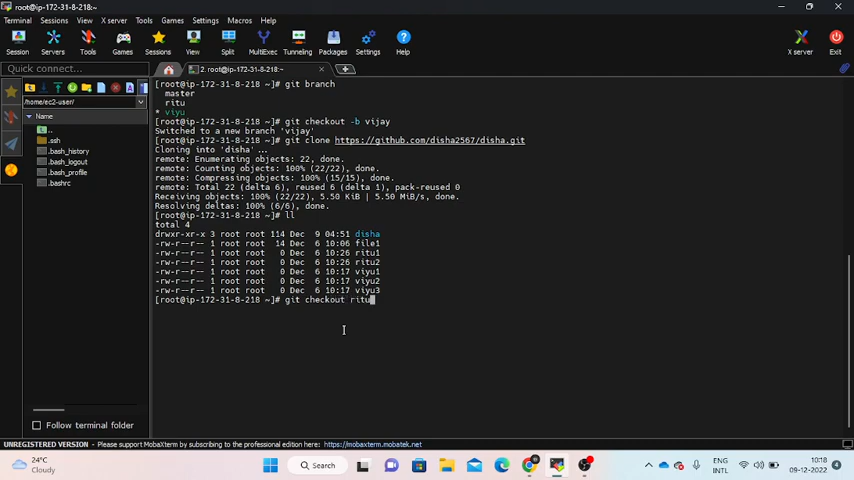 2. root@ip-172-31-8-218 :~
Terminal Sessions View X server Tools Games Settings Macros Help
Session Servers Tools Games Sessions View Split MultiExec Tunneling Packages Settings Help X server Exit
Quick connect...
2. root@ip-172-31-8-218 :~
/home/ec2-user/
Name
..
.ssh
.bash_history
.bash_logout
.bash_profile
.bashrc
[root@ip-172-31-8-218 ~]# git branch
master
ritu
* viyu
[root@ip-172-31-8-218 ~]# git checkout -b vijay
Switched to a new branch 'vijay'
[root@ip-172-31-8-218 ~]# git clone https://github.com/disha2567/disha.git
Cloning into 'disha'...
remote: Enumerating objects: 22, done.
remote: Counting objects: 100% (22/22), done.
remote: Compressing objects: 100% (15/15), done.
remote: Total 22 (delta 6), reused 6 (delta 1), pack-reused 0
Receiving objects: 100% (22/22), 5.50 KiB | 5.50 MiB/s, done.
Resolving deltas: 100% (6/6), done.
[root@ip-172-31-8-218 ~]# ll
total 4
drwxr-xr-x 3 root root 114 Dec 9 04:51 disha
-rw-r--r-- 1 root root 14 Dec 6 10:06 file1
-rw-r--r-- 1 root root 0 Dec 6 10:26 ritu1
-rw-r--r-- 1 root root 0 Dec 6 10:26 ritu2
-rw-r--r-- 1 root root 0 Dec 6 10:17 viyu1
-rw-r--r-- 1 root root 0 Dec 6 10:17 viyu2
-rw-r--r-- 1 root root 0 Dec 6 10:17 viyu3
[root@ip-172-31-8-218 ~]# git checkout ritu
Follow terminal folder
UNREGISTERED VERSION - Please support MobaXterm by subscribing to the professional edition here: https://mobaxterm.mobatek.net
24°C
Cloudy
Search
ENG
INTL
10:18
09-12-2022